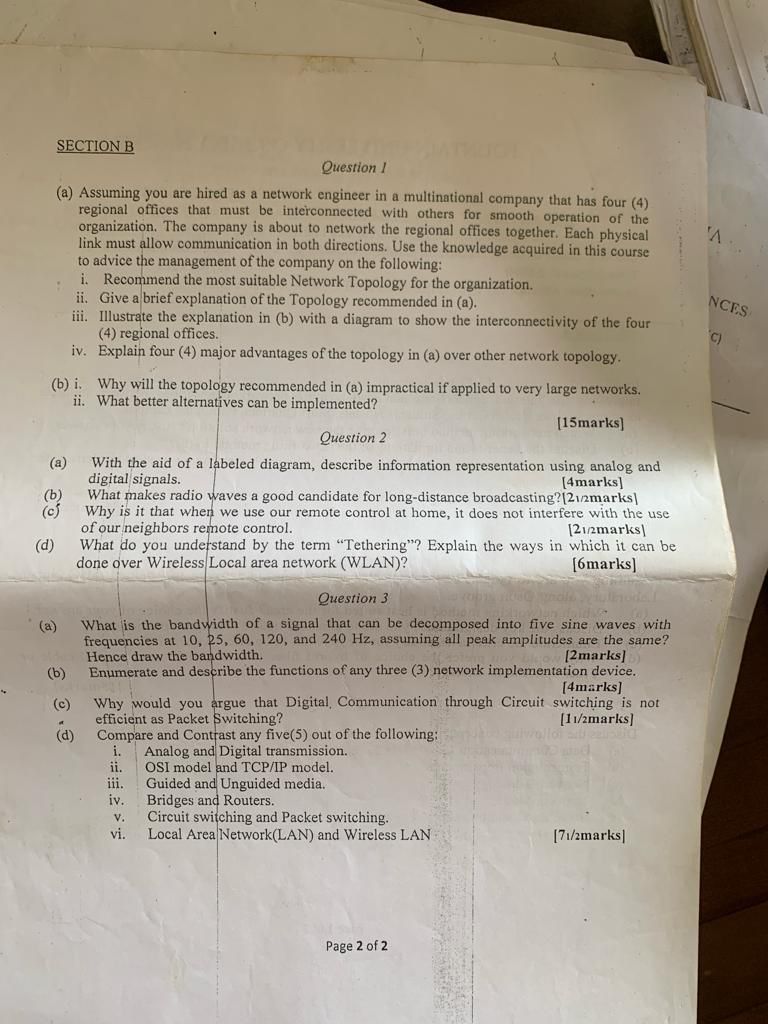 SECTION B
Question 1
(a) Assuming you are hired as a network engineer in a multinational company that has four (4)
regional offices that must be interconnected with others for smooth operation of the
organization. The company is about to network the regional offices together. Each physical
link must allow communication in both directions. Use the knowledge acquired in this course
to advice the management of the company on the following:
i. Recommend the most suitable Network Topology for the organization.
ii. Give a brief explanation of the Topology recommended in (a).
iii. Illustrate the explanation in (b) with a diagram to show the interconnectivity of the four
(4) regional offices.
iv. Explain four (4) major advantages of the topology in (a) over other network topology.
(b) i. Why will the topology recommended in (a) impractical if applied to very large networks.
ii. What better alternatives can be implemented?
[15marks]
Question 2
(a) With the aid of a labeled diagram, describe information representation using analog and
digital signals. [4marks]
(b) What makes radio waves a good candidate for long-distance broadcasting?[21/2marks]
(c) Why is it that when we use our remote control at home, it does not interfere with the use
of our neighbors remote control. [21/2marks]
(d) What do you understand by the term “Tethering”? Explain the ways in which it can be
done over Wireless Local area network (WLAN)? [6marks]
Question 3
(a) What is the bandwidth of a signal that can be decomposed into five sine waves with
frequencies at 10, 25, 60, 120, and 240 Hz, assuming all peak amplitudes are the same?
Hence draw the bandwidth. [2marks]
(b) Enumerate and describe the functions of any three (3) network implementation device.
[4marks]
(c) Why would you argue that Digital Communication through Circuit switching is not
efficient as Packet Switching? [11/2marks]
(d) Compare and Contrast any five(5) out of the following:
i. Analog and Digital transmission.
ii. OSI model and TCP/IP model.
iii. Guided and Unguided media.
iv. Bridges and Routers.
v. Circuit switching and Packet switching.
vi. Local Area Network(LAN) and Wireless LAN [71/2marks]
Page 2 of 2
NCES
C)